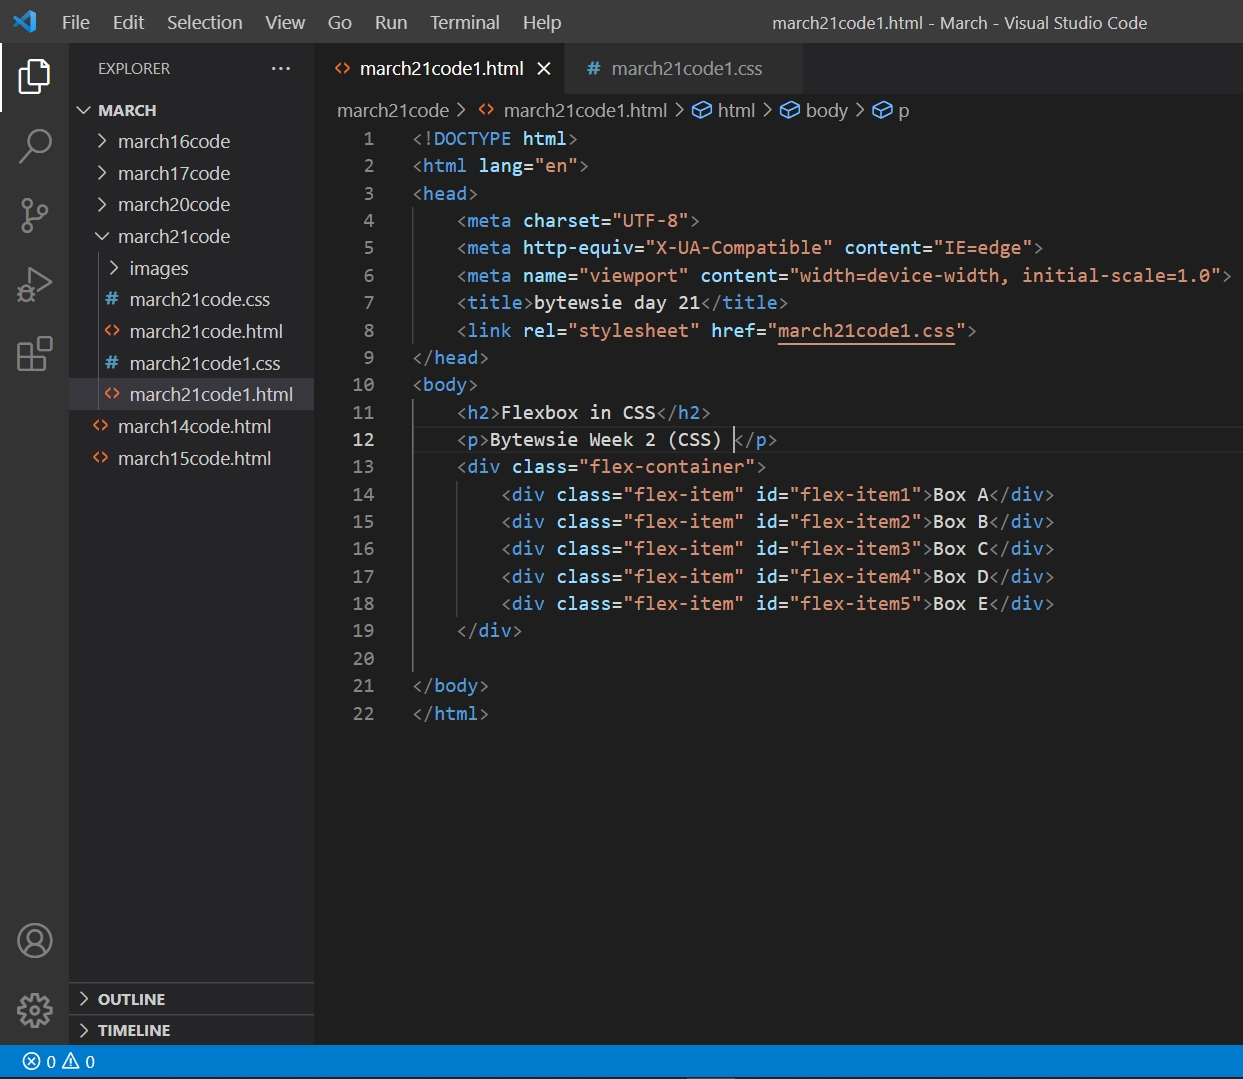 File Edit Selection View Go Run Terminal Help march21code1.html - March - Visual Studio Code
EXPLORER ···
MARCH
march16code
march17code
march20code
march21code
images
# march21code.css
<> march21code.html
# march21code1.css
<> march21code1.html
<> march14code.html
<> march15code.html
OUTLINE
TIMELINE
<> march21code1.html ×
# march21code1.css
march21code > <> march21code1.html > html > body > p
1 <!DOCTYPE html>
2 <html lang="en">
3 <head>
4     <meta charset="UTF-8">
5     <meta http-equiv="X-UA-Compatible" content="IE=edge">
6     <meta name="viewport" content="width=device-width, initial-scale=1.0">
7     <title>bytewsie day 21</title>
8     <link rel="stylesheet" href="march21code1.css">
9 </head>
10 <body>
11     <h2>Flexbox in CSS</h2>
12     <p>Bytewsie Week 2 (CSS) </p>
13     <div class="flex-container">
14         <div class="flex-item" id="flex-item1">Box A</div>
15         <div class="flex-item" id="flex-item2">Box B</div>
16         <div class="flex-item" id="flex-item3">Box C</div>
17         <div class="flex-item" id="flex-item4">Box D</div>
18         <div class="flex-item" id="flex-item5">Box E</div>
19     </div>
20
21 </body>
22 </html>
0 0